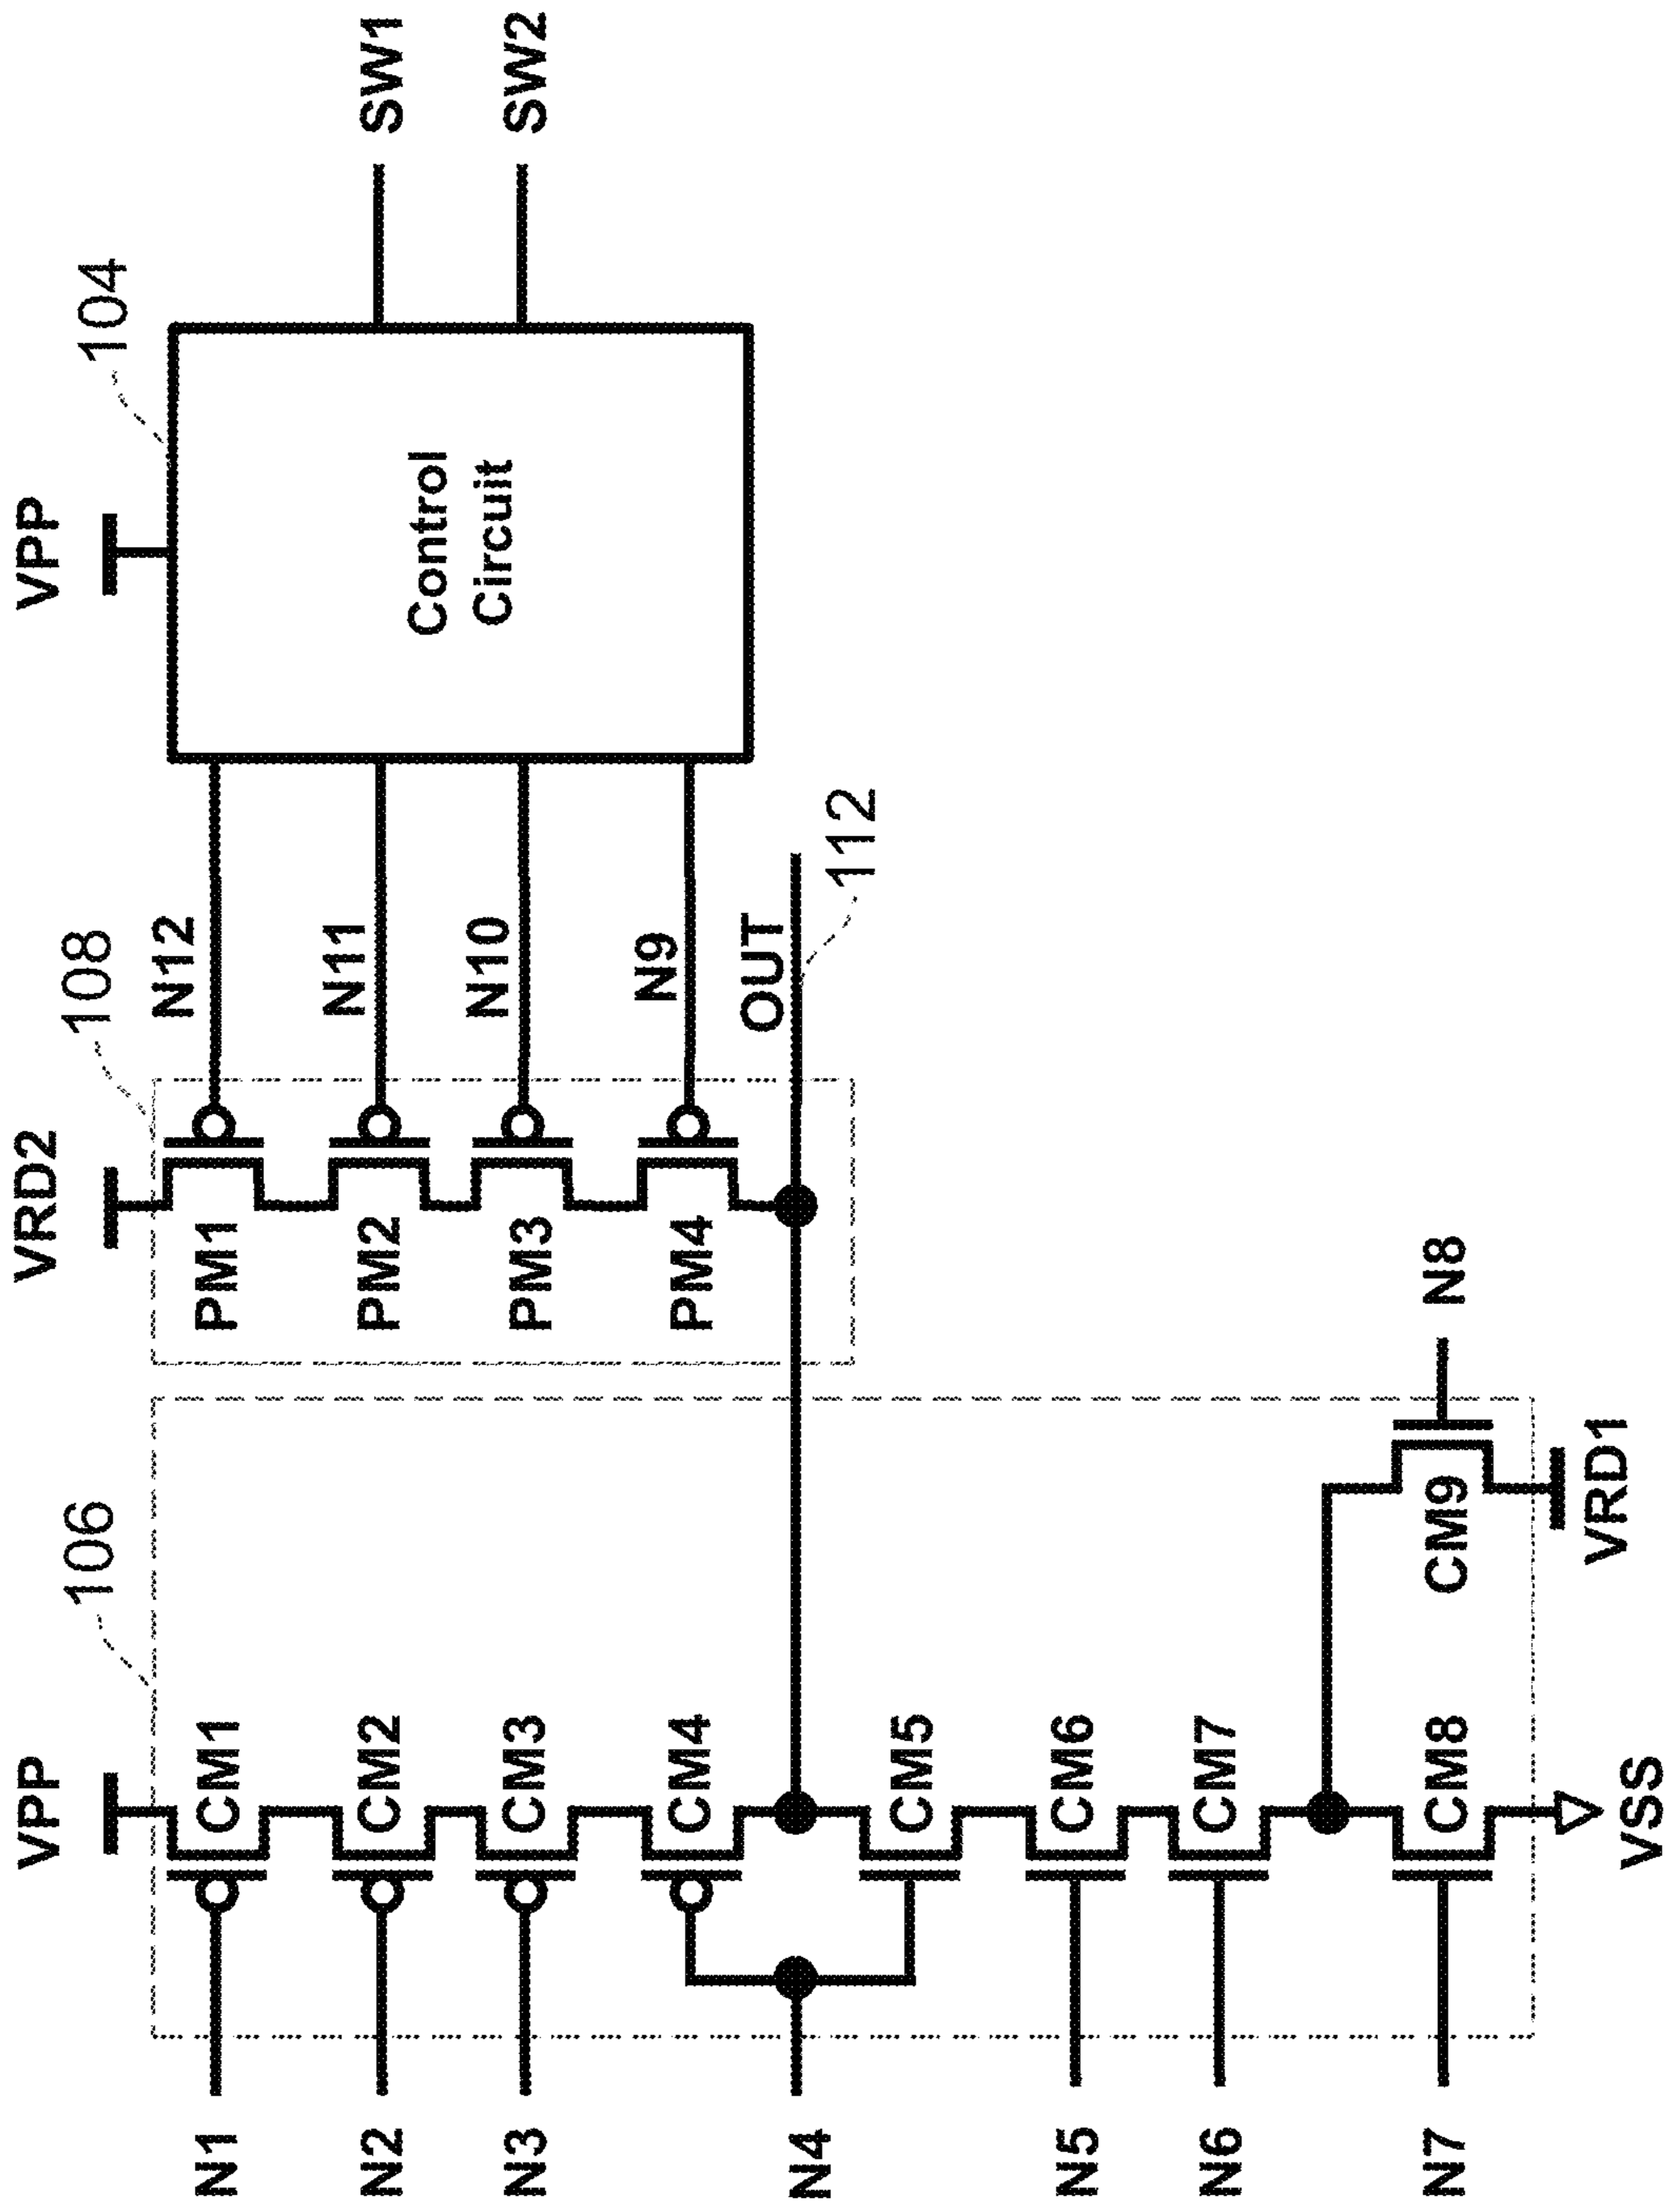 VPP
VRD2
VPP
106
108
104
N1
CM1
PM1
N12
N2
CM2
PM2
N11
SW1
N3
CM3
PM3
N10
SW2
CM4
PM4
N9
Control
Circuit
N4
OUT
112
CM5
N5
CM6
N6
CM7
N7
CM8
CM9
N8
VSS
VRD1